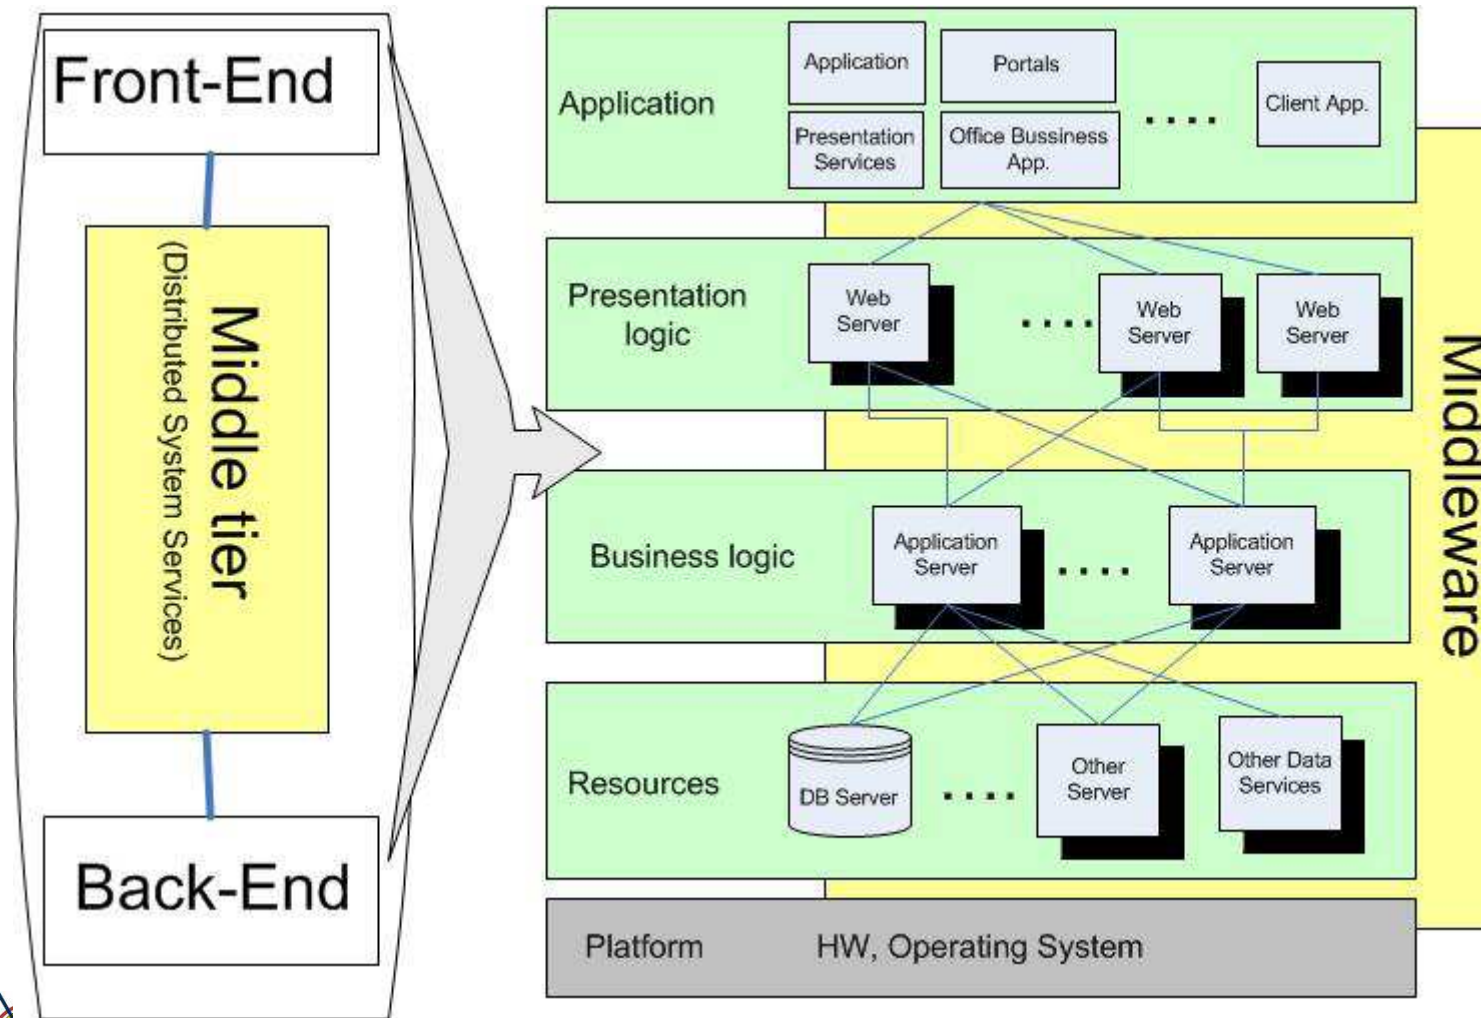 Front-End
Middle tier
(Distributed System Services)
Back-End
Application
Application
Portals
Presentation
Services
Office Bussiness
App.
....
Client App.
Presentation
logic
Web
Server
....
Web
Server
Web
Server
Business logic
Application
Server
....
Application
Server
Resources
DB Server
....
Other
Server
Other Data
Services
Platform
HW, Operating System
Middleware